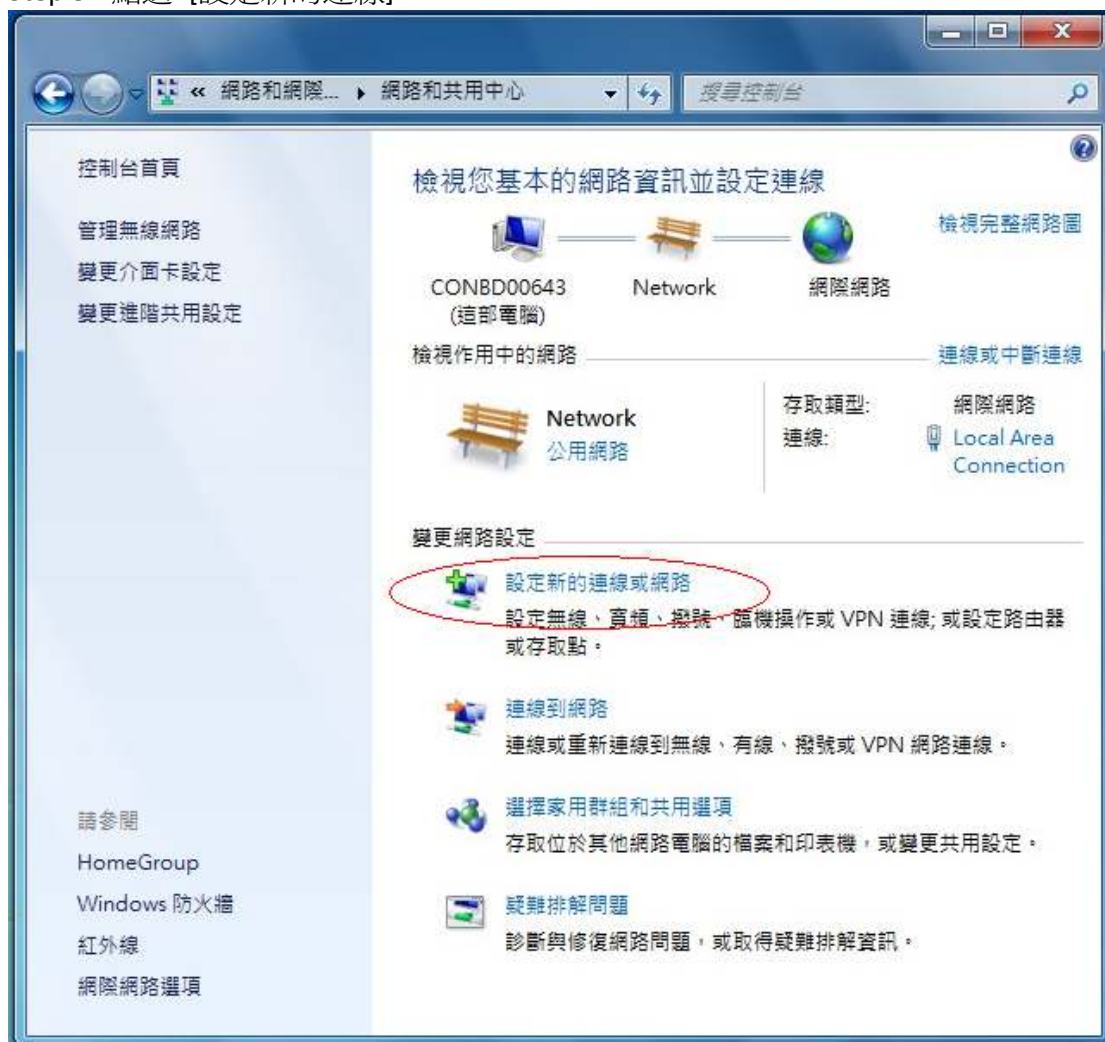 « 網路和網際... ▸ 網路和共用中心
搜尋控制台
控制台首頁
管理無線網路
變更介面卡設定
變更進階共用設定
檢視您基本的網路資訊並設定連線
檢視完整網路圖
CONBD00643
(這部電腦)
Network
網際網路
檢視作用中的網路
連線或中斷連線
Network
公用網路
存取類型:
網際網路
連線:
Local Area
Connection
變更網路設定
設定新的連線或網路
設定無線、寬頻、撥號、臨機操作或 VPN 連線; 或設定路由器
或存取點。
連線到網路
連線或重新連線到無線、有線、撥號或 VPN 網路連線。
選擇家用群組和共用選項
存取位於其他網路電腦的檔案和印表機，或變更共用設定。
疑難排解問題
診斷與修復網路問題，或取得疑難排解資訊。
請參閱
HomeGroup
Windows 防火牆
紅外線
網際網路選項